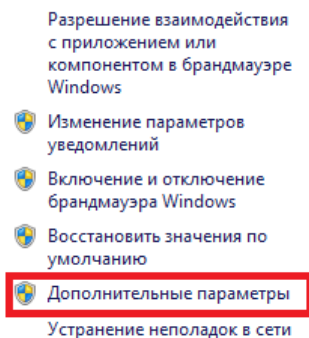 Разрешение взаимодействия
с приложением или
компонентом в брандмауэре
Windows
Изменение параметров
уведомлений
Включение и отключение
брандмауэра Windows
Восстановить значения по
умолчанию
Дополнительные параметры
Устранение неполадок в сети